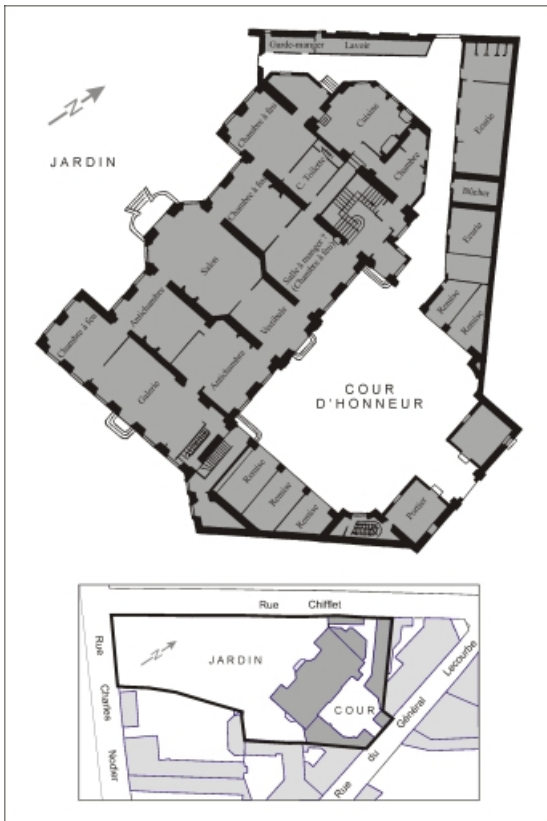 Garde-manger
Lavoir
N
JARDIN
Chambre à feu
Cuisine
Ecurie
C. Toilette
Chambre
Bûcher
Chambre à feu
Salle à manger ?
(Chambre à feu)
Ecurie
Salon
Antichambre
Vestibule
Remise
Remise
Chambre à feu
Galerie
Antichambre
COUR
D'HONNEUR
Remise
Remise
Remise
Portier
Rue Chifflet
Rue Charles Nodier
N
JARDIN
COUR
Rue du Général Lecourbe